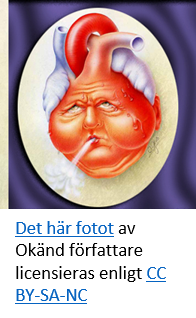 Det här fotot av
Okänd författare
licensieras enligt CC
BY-SA-NC